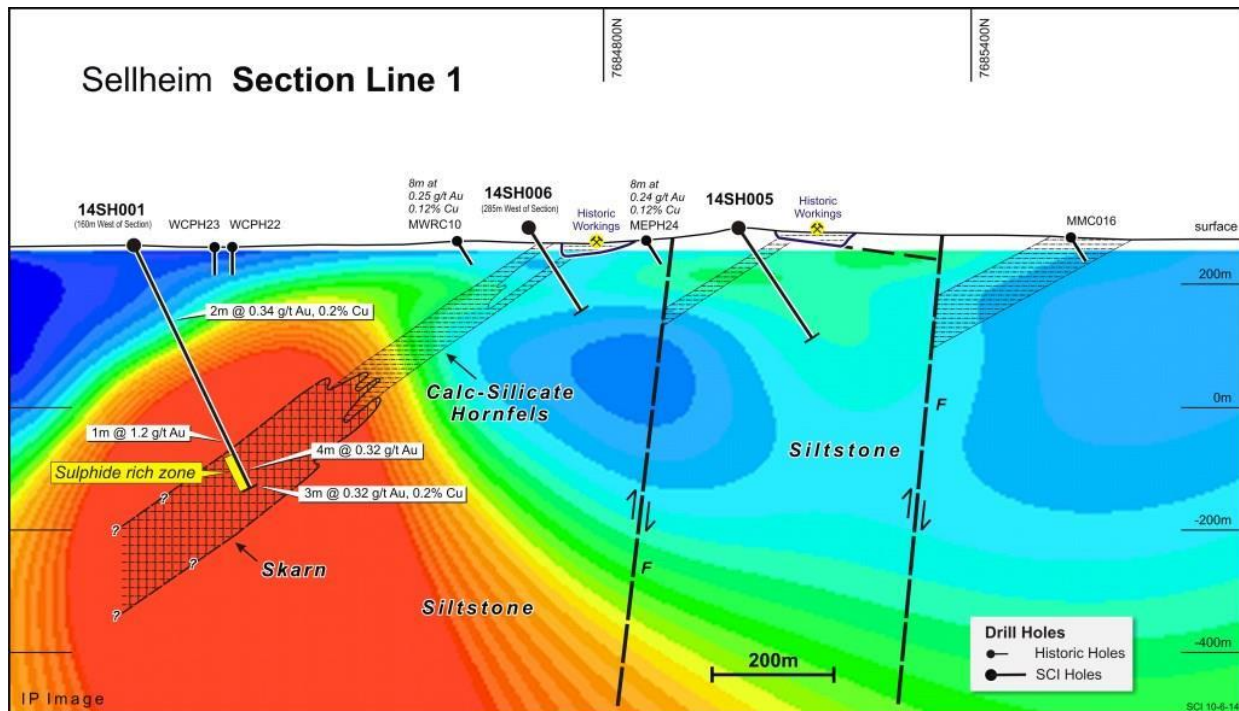 7684800N
7685400N
Sellheim Section Line 1
14SH001
(160m West of Section)
WCPH23
WCPH22
8m at
0.25 g/t Au
0.12% Cu
MWRC10
14SH006
(285m West of Section)
Historic
Workings
8m at
0.24 g/t Au
0.12% Cu
MEPH24
14SH005
Historic
Workings
MMC016
surface
200m
2m @ 0.34 g/t Au, 0.2% Cu
Calc-Silicate
Hornfels
0m
F
1m @ 1.2 g/t Au
4m @ 0.32 g/t Au
Siltstone
Sulphide rich zone
3m @ 0.32 g/t Au, 0.2% Cu
?
?
-200m
?
Skarn
F
?
Siltstone
Drill Holes
Historic Holes
SCI Holes
-400m
200m
IP Image
SCI 10-6-14